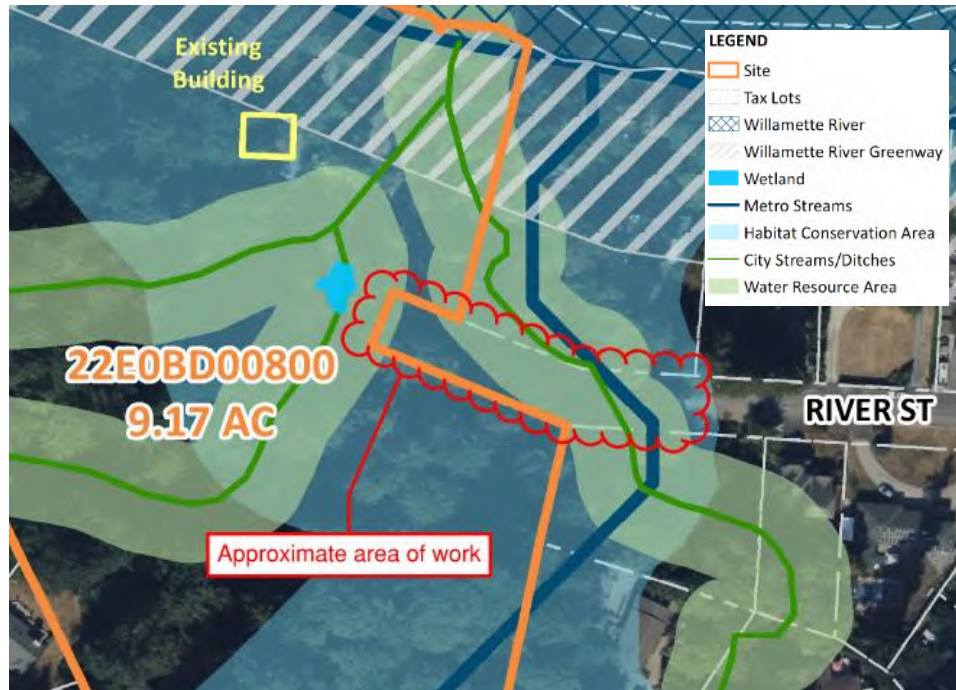 Existing
Building
LEGEND
Site
Tax Lots
Willamette River
Willamette River Greenway
Wetland
Metro Streams
Habitat Conservation Area
City Streams/Ditches
Water Resource Area
22E0BD00800
9.17 AC
RIVER ST
Approximate area of work